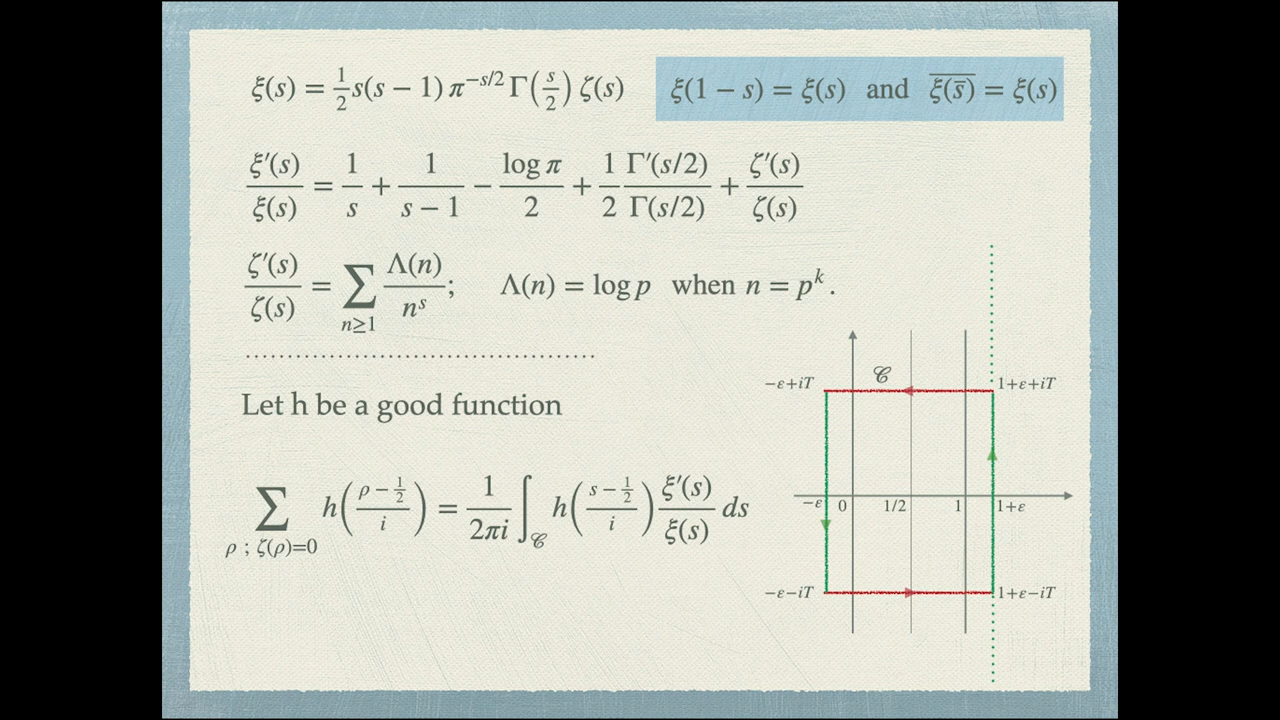 ξ(s) = 1/2 s(s − 1) π^{−s/2} Γ(s/2) ζ(s)   ξ(1 − s) = ξ(s) and \overline{ξ(\bar{s})} = ξ(s)
ξ′(s)/ξ(s) = 1/s + 1/(s − 1) − log π/2 + 1/2 Γ′(s/2)/Γ(s/2) + ζ′(s)/ζ(s)
ζ′(s)/ζ(s) = ∑_{n≥1} Λ(n)/n^s ;   Λ(n) = log p when n = p^k .
Let h be a good function
∑_{ρ ; ζ(ρ)=0} h((ρ − 1/2)/i) = 1/(2πi) ∫_𝒞 h((s − 1/2)/i) ξ′(s)/ξ(s) ds
𝒞
−ε+iT   1+ε+iT
−ε   0   1/2   1   1+ε
−ε−iT   1+ε−iT